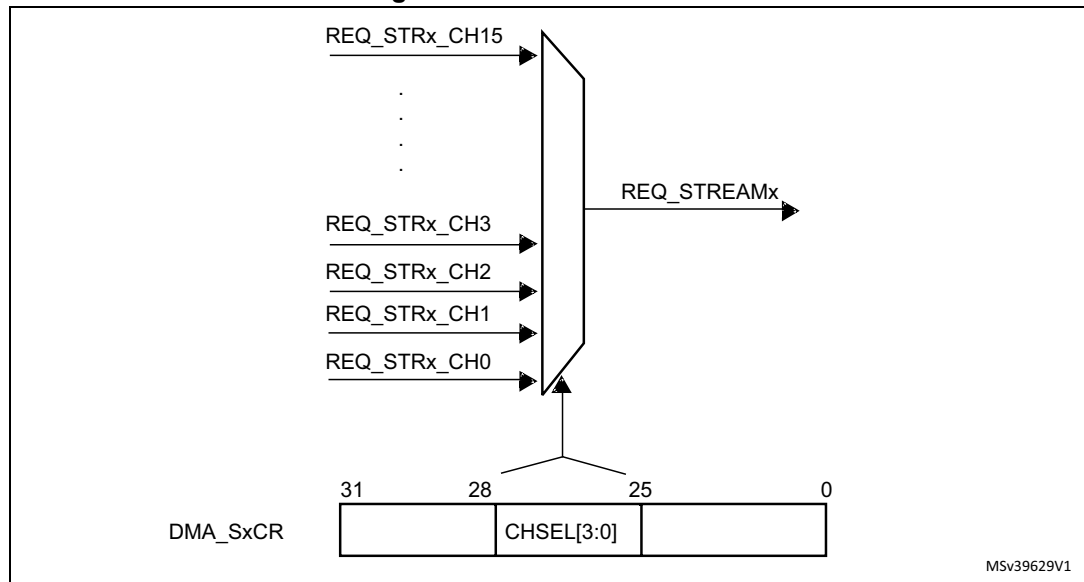 REQ_STRx_CH15
REQ_STREAMx
REQ_STRx_CH3
REQ_STRx_CH2
REQ_STRx_CH1
REQ_STRx_CH0
31 28 25 0
DMA_SxCR CHSEL[3:0]
MSv39629V1